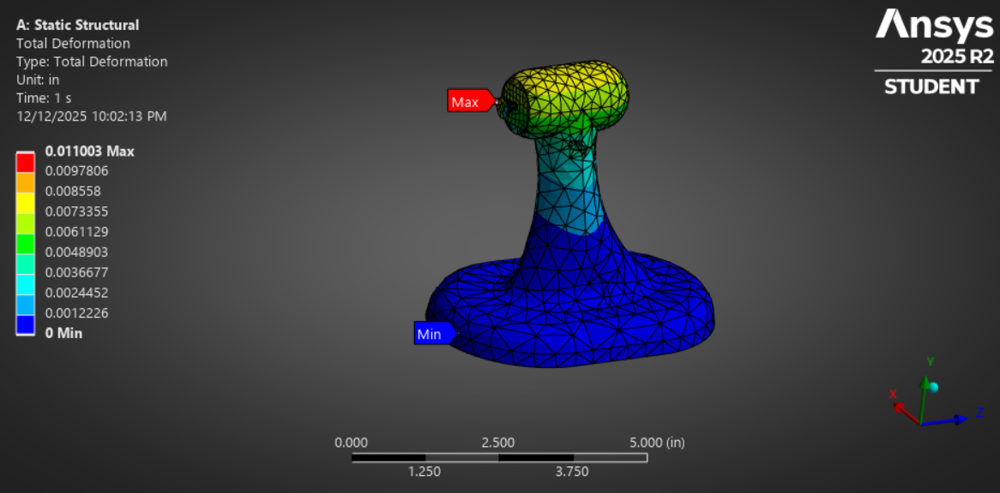 A: Static Structural
Total Deformation
Type: Total Deformation
Unit: in
Time: 1 s
12/12/2025 10:02:13 PM
0.011003 Max
0.0097806
0.008558
0.0073355
0.0061129
0.0048903
0.0036677
0.0024452
0.0012226
0 Min
Ansys
2025 R2
STUDENT
Max
Min
Y
X
Z
0.000 2.500 5.000 (in)
1.250 3.750